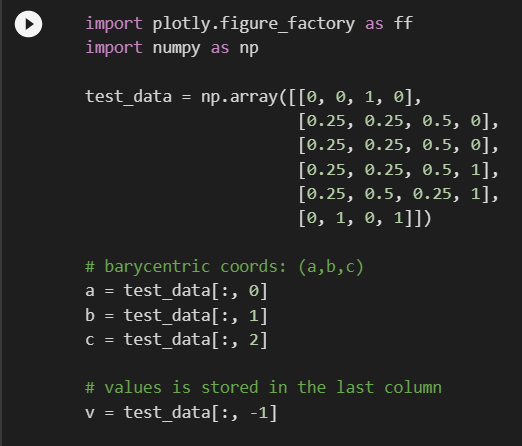 import plotly.figure_factory as ff
import numpy as np
test_data = np.array([[0, 0, 1, 0],
[0.25, 0.25, 0.5, 0],
[0.25, 0.25, 0.5, 0],
[0.25, 0.25, 0.5, 1],
[0.25, 0.5, 0.25, 1],
[0, 1, 0, 1]])
# barycentric coords: (a,b,c)
a = test_data[:, 0]
b = test_data[:, 1]
c = test_data[:, 2]
# values is stored in the last column
v = test_data[:, -1]